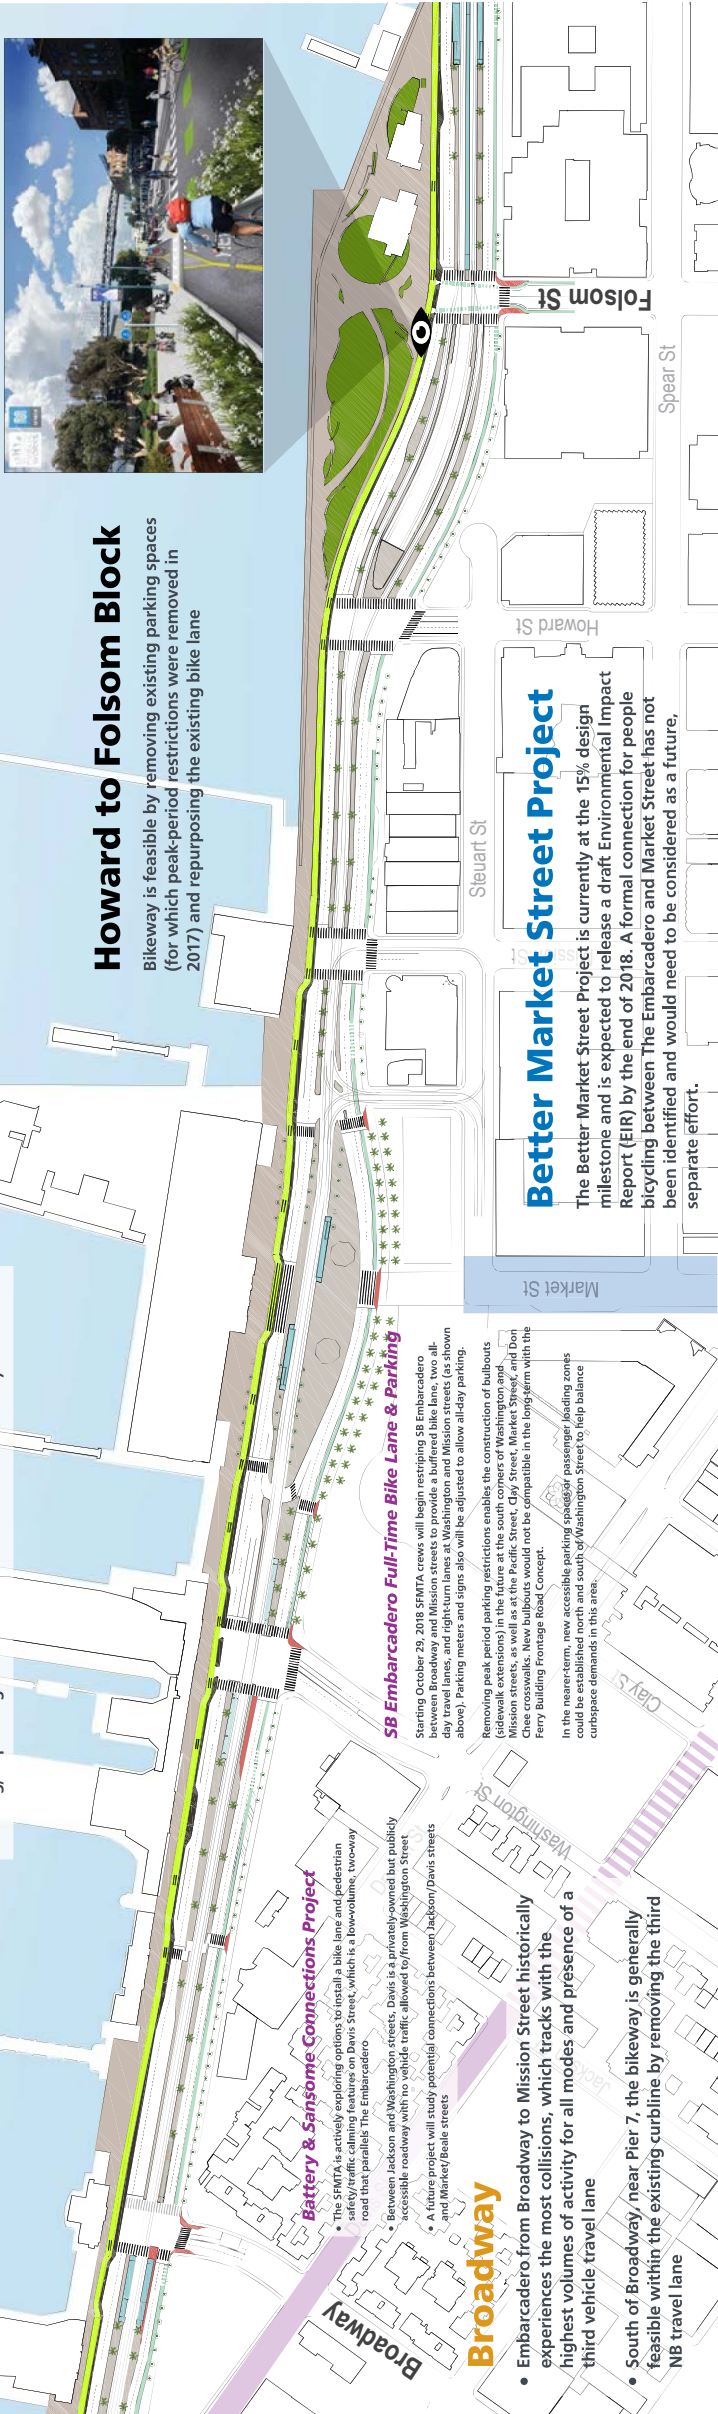 Howard to Folsom Block
Bikeway is feasible by removing existing parking spaces
(for which peak-period restrictions were removed in
2017) and repurposing the existing bike lane
Folsom St
Spear St
Howard St
Steuart St
Better Market Street Project
The Better Market Street Project is currently at the 15% design
milestone and is expected to release a draft Environmental Impact
Report (EIR) by the end of 2018. A formal connection for people
bicycling between The Embarcadero and Market Street has not
been identified and would need to be considered as a future,
separate effort.
Market St
SB Embarcadero Full-Time Bike Lane & Parking
Starting October 29, 2018 SFMTA crews will begin restriping SB Embarcadero
between Broadway and Mission streets to provide a buffered bike lane, two all-
day travel lanes, and right-turn lanes at Washington and Mission streets (as shown
above). Parking meters and signs also will be adjusted to allow all-day parking.
Removing peak period parking restrictions enables the construction of bulbouts
(sidewalk extensions) in the future at the south corners of Washington and
Mission streets, as well as at the Pacific Street, Clay Street, Market Street, and Don
Chee crosswalks. New bulbouts would not be compatible in the long-term with the
Ferry Building Frontage Road Concept.
In the nearer-term, new accessible parking spaces or passenger loading zones
could be established north and south of Washington Street to help balance
curbspace demands in this area.
Clay St
Washington St
Battery & Sansome Connections Project
• The SFMTA is actively exploring options to install a bike lane and pedestrian
safety/traffic calming features on Davis Street, which is a low-volume, two-way
road that parallels The Embarcadero
• Between Jackson and Washington streets, Davis is a privately-owned but publicly
accessible roadway with no vehicle traffic allowed to/from Washington Street
• A future project will study potential connections between Jackson/Davis streets
and Market/Beale streets
Broadway
Broadway
• Embarcadero from Broadway to Mission Street historically
experiences the most collisions, which tracks with the
highest volumes of activity for all modes and presence of a
third vehicle travel lane
• South of Broadway, near Pier 7, the bikeway is generally
feasible within the existing curbline by removing the third
NB travel lane